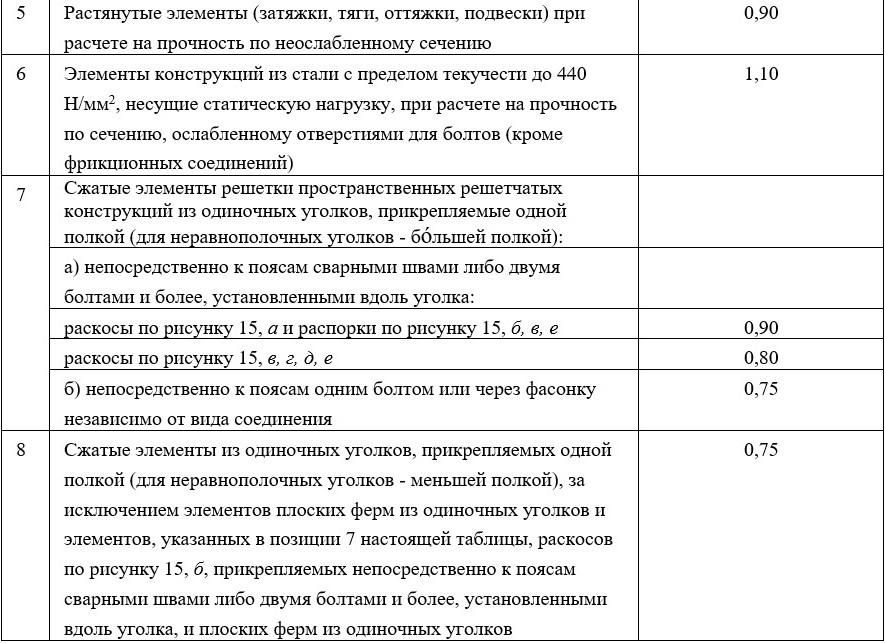 5 Растянутые элементы (затяжки, тяги, оттяжки, подвески) при 0,90
расчете на прочность по неослабленному сечению
6 Элементы конструкций из стали с пределом текучести до 440 1,10
Н/мм², несущие статическую нагрузку, при расчете на прочность
по сечению, ослабленному отверстиями для болтов (кроме
фрикционных соединений)
7 Сжатые элементы решетки пространственных решетчатых
конструкций из одиночных уголков, прикрепляемые одной
полкой (для неравнополочных уголков - бо́льшей полкой):
а) непосредственно к поясам сварными швами либо двумя
болтами и более, установленными вдоль уголка:
раскосы по рисунку 15, а и распорки по рисунку 15, б, в, е 0,90
раскосы по рисунку 15, в, г, д, е 0,80
б) непосредственно к поясам одним болтом или через фасонку 0,75
независимо от вида соединения
8 Сжатые элементы из одиночных уголков, прикрепляемых одной 0,75
полкой (для неравнополочных уголков - меньшей полкой), за
исключением элементов плоских ферм из одиночных уголков и
элементов, указанных в позиции 7 настоящей таблицы, раскосов
по рисунку 15, б, прикрепляемых непосредственно к поясам
сварными швами либо двумя болтами и более, установленными
вдоль уголка, и плоских ферм из одиночных уголков